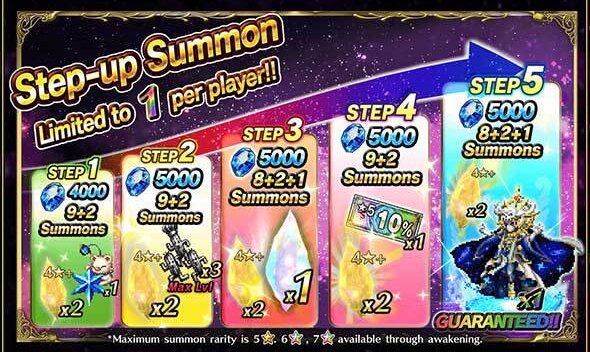 Step-up Summon
Limited to 1 per player!!
STEP 1
4000
9+2
Summons
4★+
x2
x1
STEP 2
5000
9+2
Summons
4★+
x3
Max Lv!
x2
STEP 3
5000
8+2+1
Summons
4★+
x2
x1
STEP 4
5000
9+2
Summons
★5
10%
x1
4★+
x2
STEP 5
5000
8+2+1
Summons
4★+
x2
x1
GUARANTEED!!
*Maximum summon rarity is 5★. 6★, 7★ available through awakening.